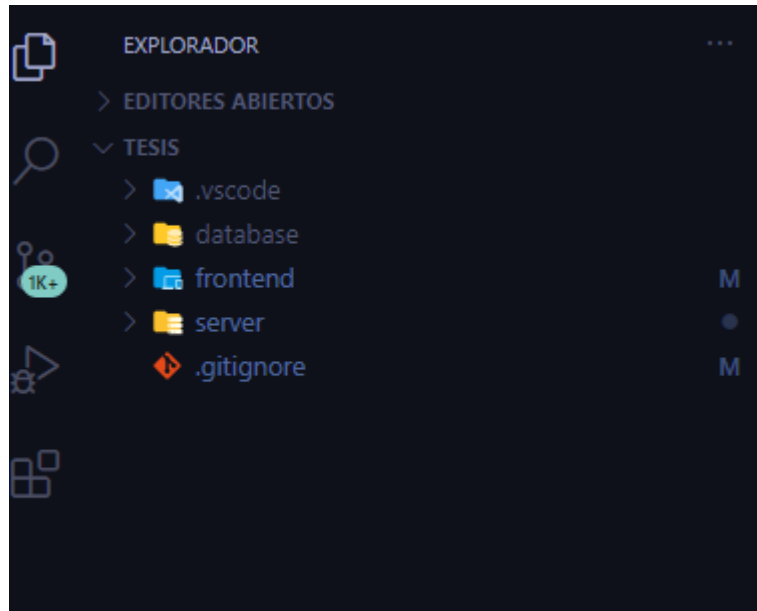 EXPLORADOR
EDITORES ABIERTOS
TESIS
.vscode
database
1K+
frontend M
server
.gitignore M